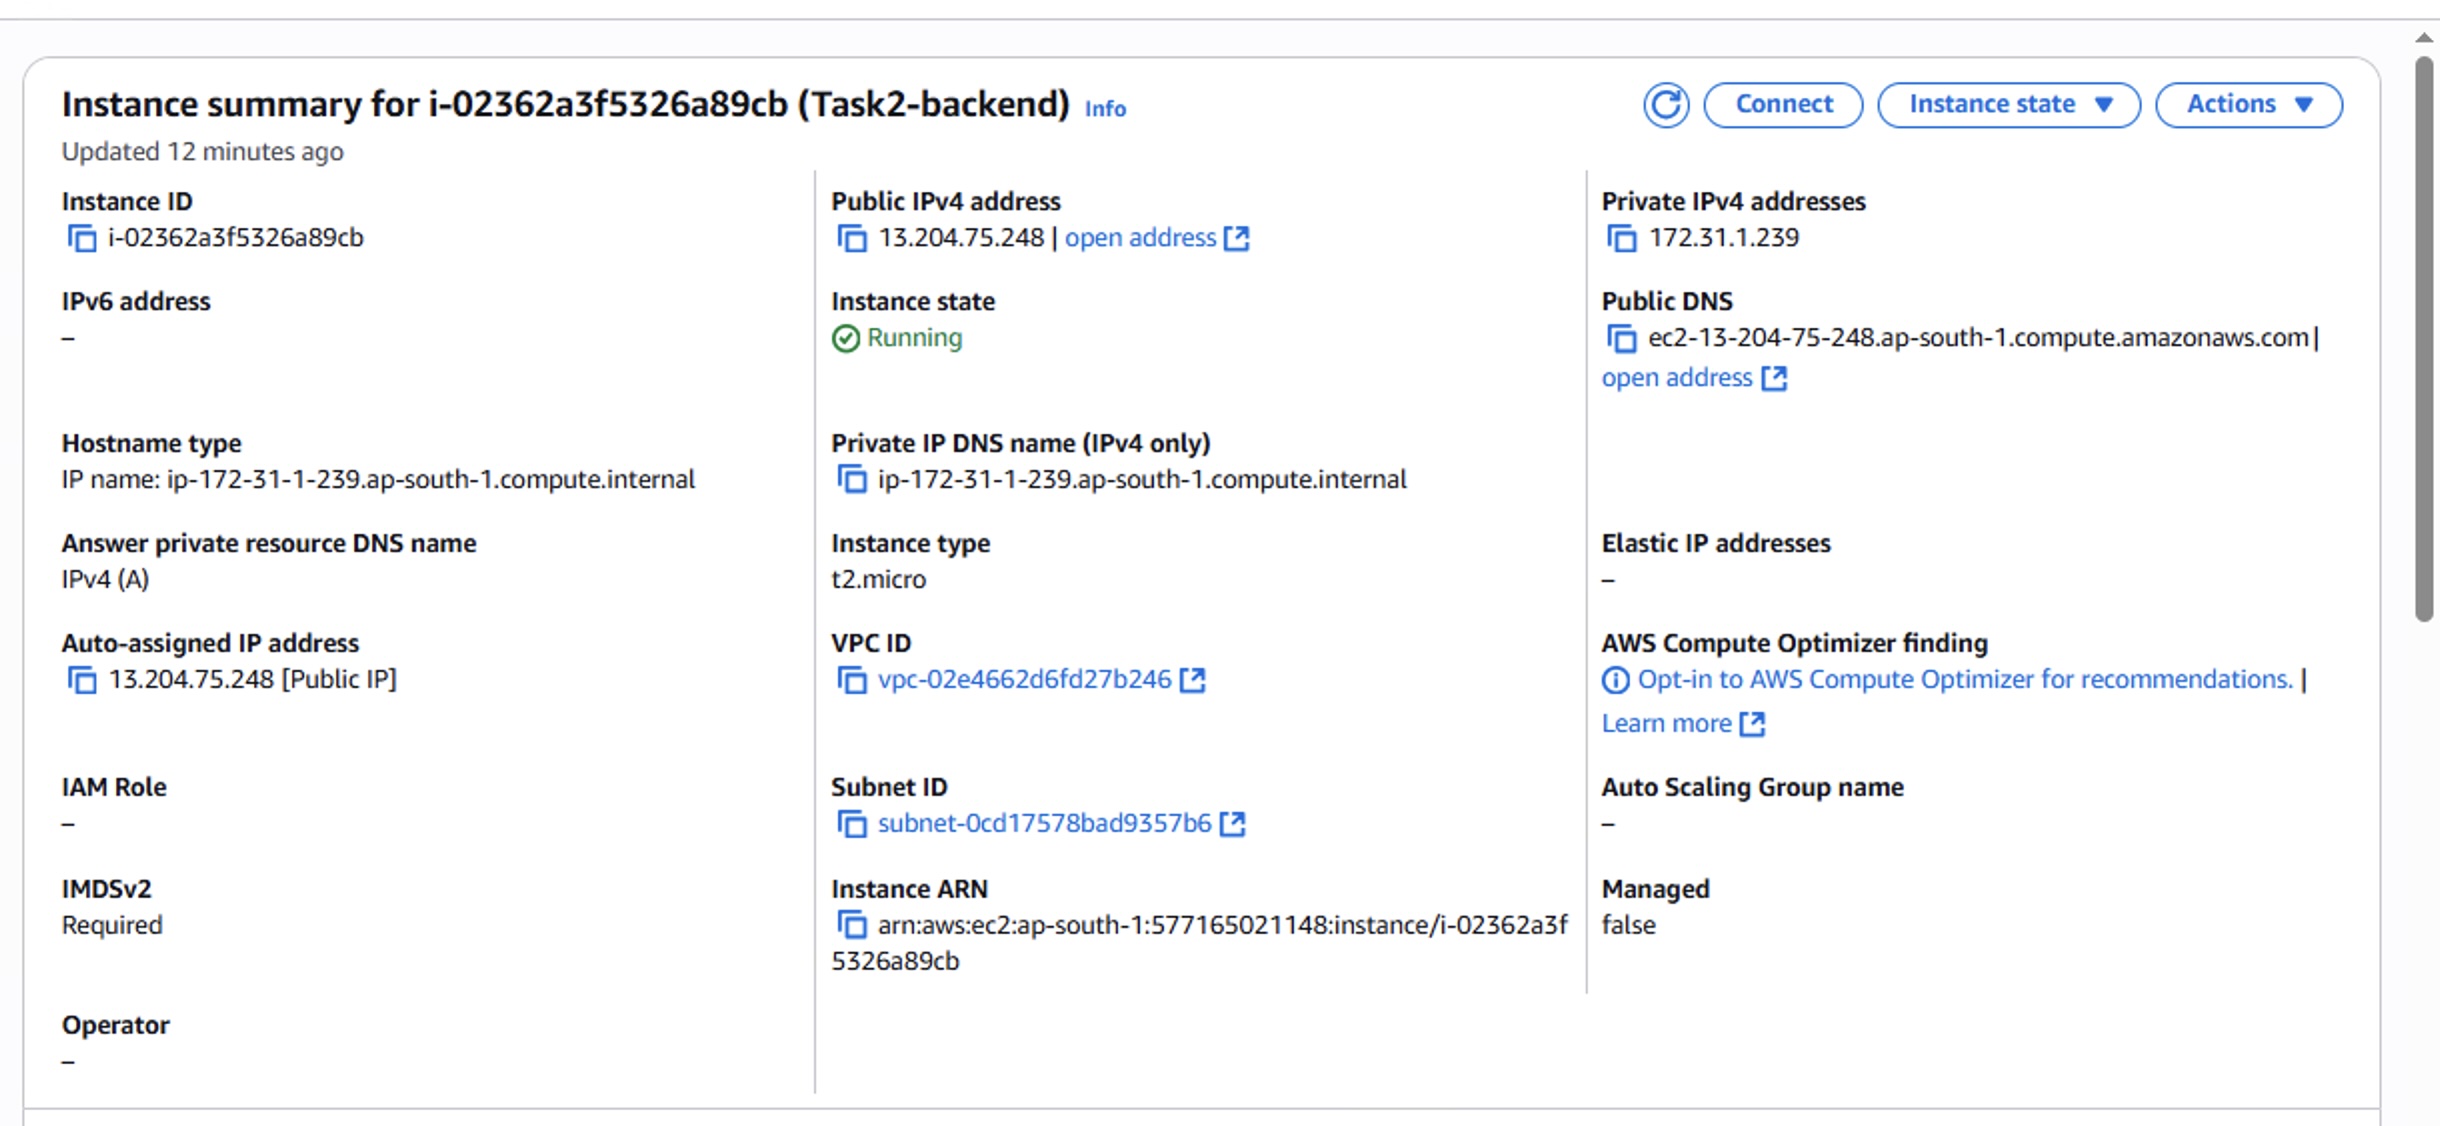 Instance summary for i-02362a3f5326a89cb (Task2-backend) Info
Connect
Instance state
Actions
Updated 12 minutes ago
Instance ID
i-02362a3f5326a89cb
Public IPv4 address
13.204.75.248 | open address
Private IPv4 addresses
172.31.1.239
IPv6 address
–
Instance state
Running
Public DNS
ec2-13-204-75-248.ap-south-1.compute.amazonaws.com |
open address
Hostname type
IP name: ip-172-31-1-239.ap-south-1.compute.internal
Private IP DNS name (IPv4 only)
ip-172-31-1-239.ap-south-1.compute.internal
Answer private resource DNS name
IPv4 (A)
Instance type
t2.micro
Elastic IP addresses
–
Auto-assigned IP address
13.204.75.248 [Public IP]
VPC ID
vpc-02e4662d6fd27b246
AWS Compute Optimizer finding
Opt-in to AWS Compute Optimizer for recommendations. |
Learn more
IAM Role
–
Subnet ID
subnet-0cd17578bad9357b6
Auto Scaling Group name
–
IMDSv2
Required
Instance ARN
arn:aws:ec2:ap-south-1:577165021148:instance/i-02362a3f
5326a89cb
Managed
false
Operator
–